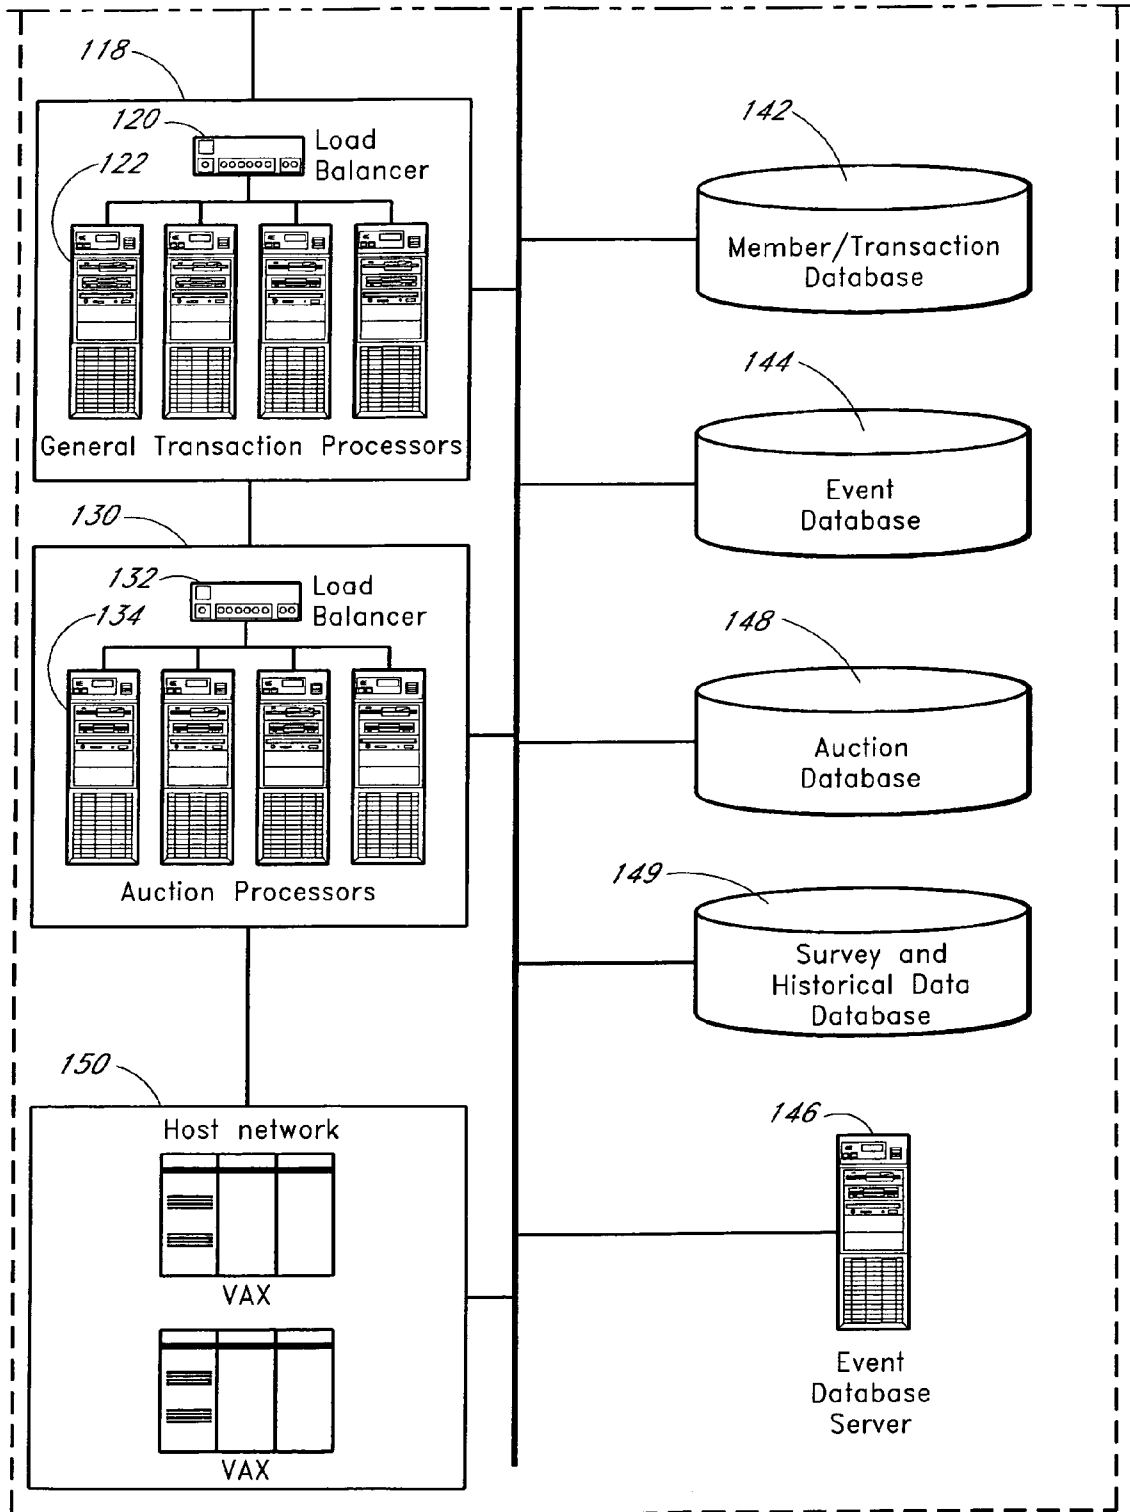 118
120
Load
Balancer
122
General Transaction Processors
130
132
Load
Balancer
134
Auction Processors
150
Host network
VAX
VAX
142
Member/Transaction
Database
144
Event
Database
148
Auction
Database
149
Survey and
Historical Data
Database
146
Event
Database
Server